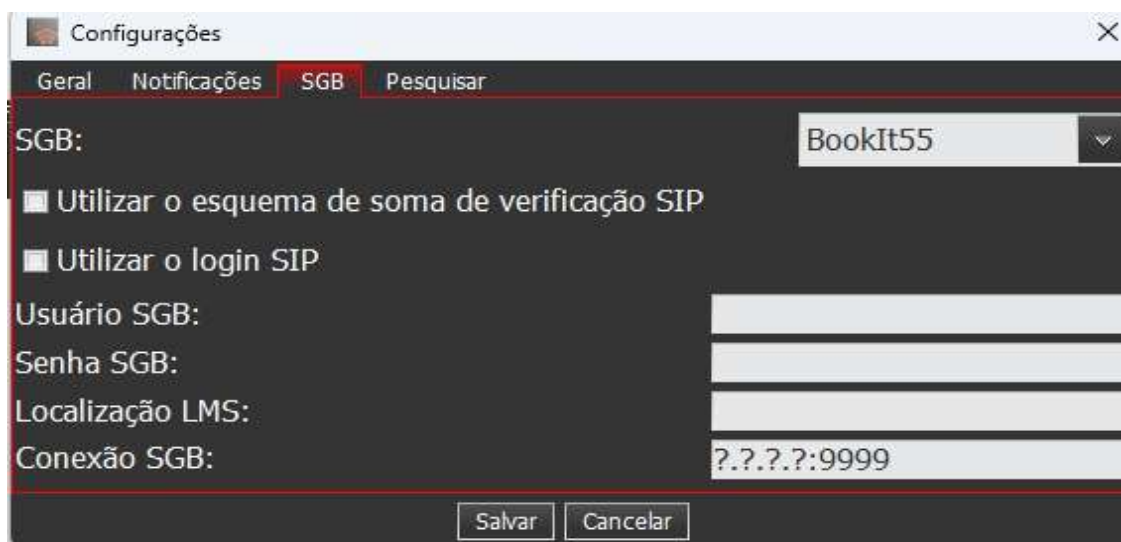 Configurações
Geral Notificações SGB Pesquisar
SGB: BookIt55
Utilizar o esquema de soma de verificação SIP
Utilizar o login SIP
Usuário SGB:
Senha SGB:
Localização LMS:
Conexão SGB: ?.?.?.?:9999
Salvar Cancelar